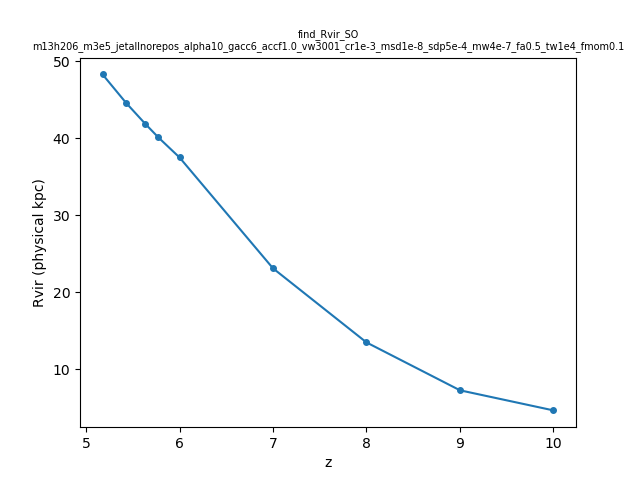 find_Rvir_SO
m13h206_m3e5_jetallnorepos_alpha10_gacc6_accf1.0_vw3001_cr1e-3_msd1e-8_sdp5e-4_mw4e-7_fa0.5_tw1e4_fmom0.1
50
40
30
20
10
Rvir (physical kpc)
5 6 7 8 9 10
z